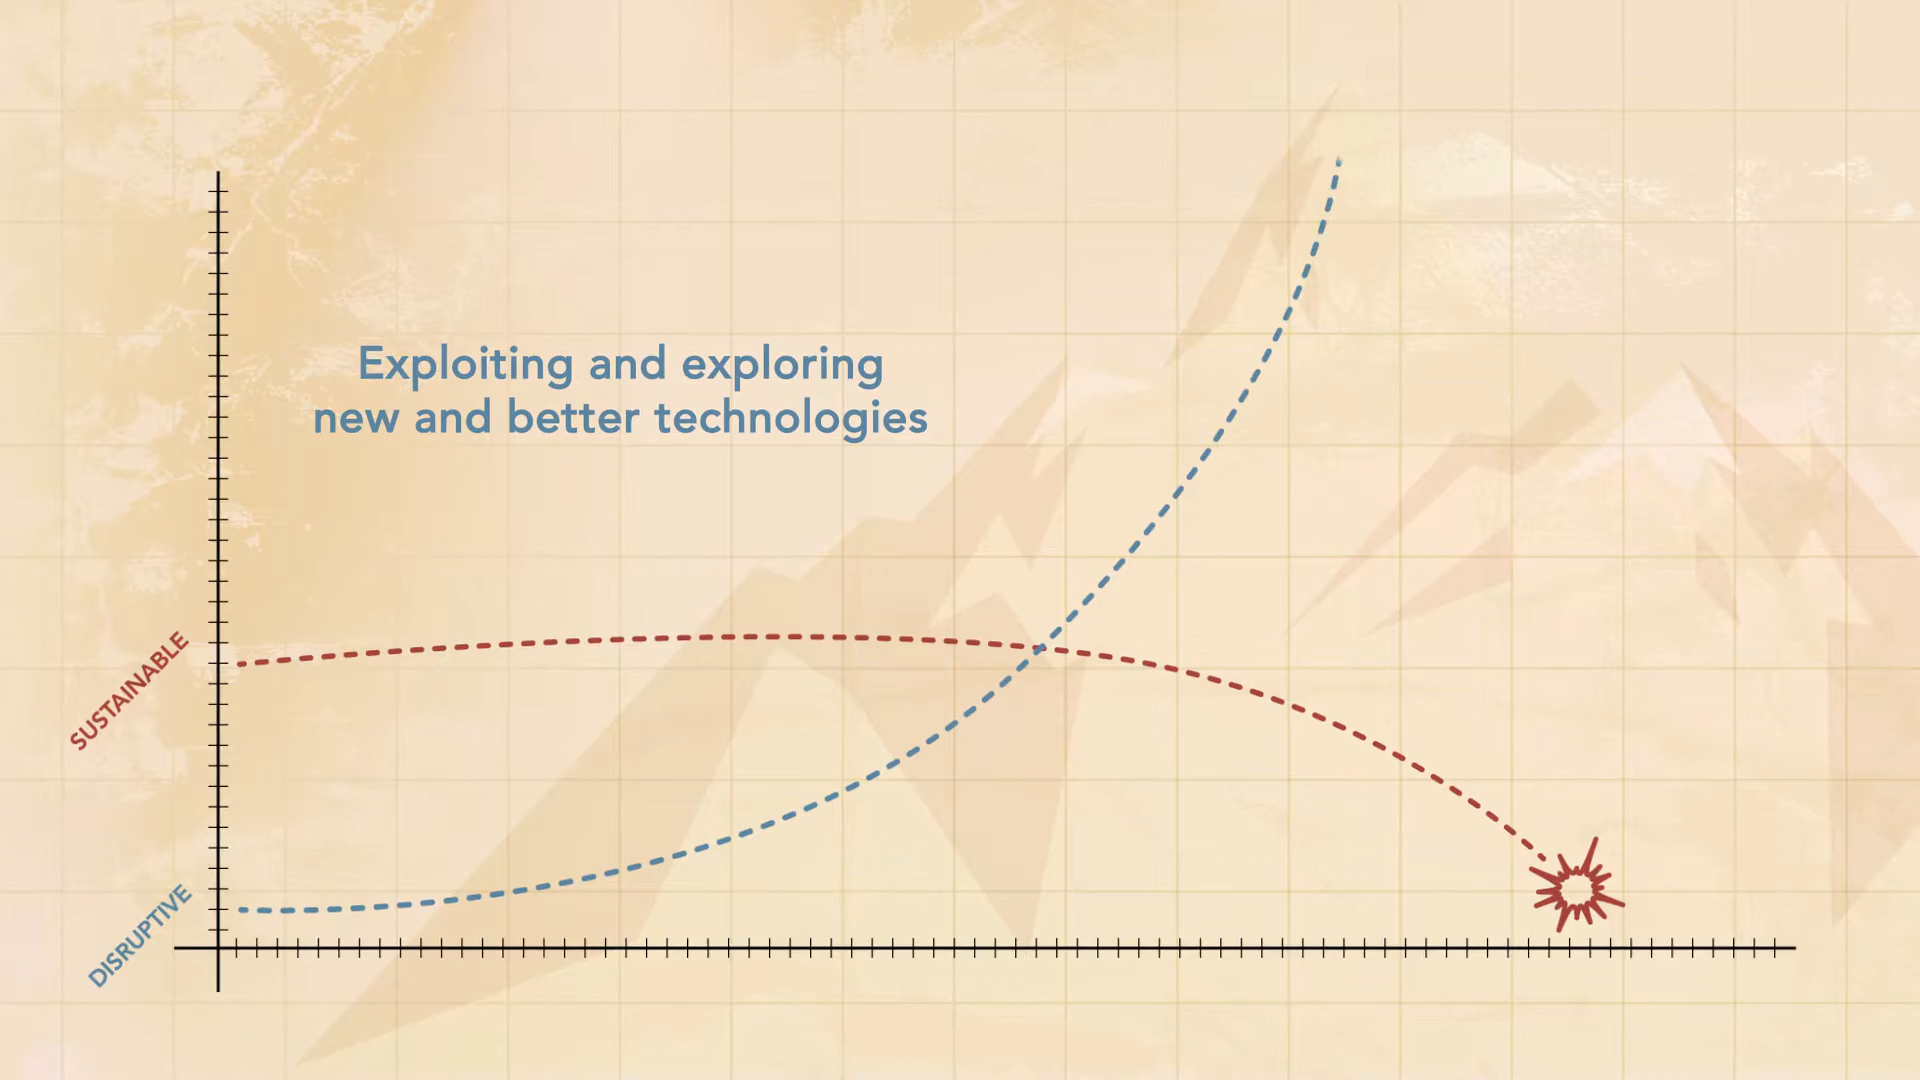 Exploiting and exploring
new and better technologies
SUSTAINABLE
DISRUPTIVE